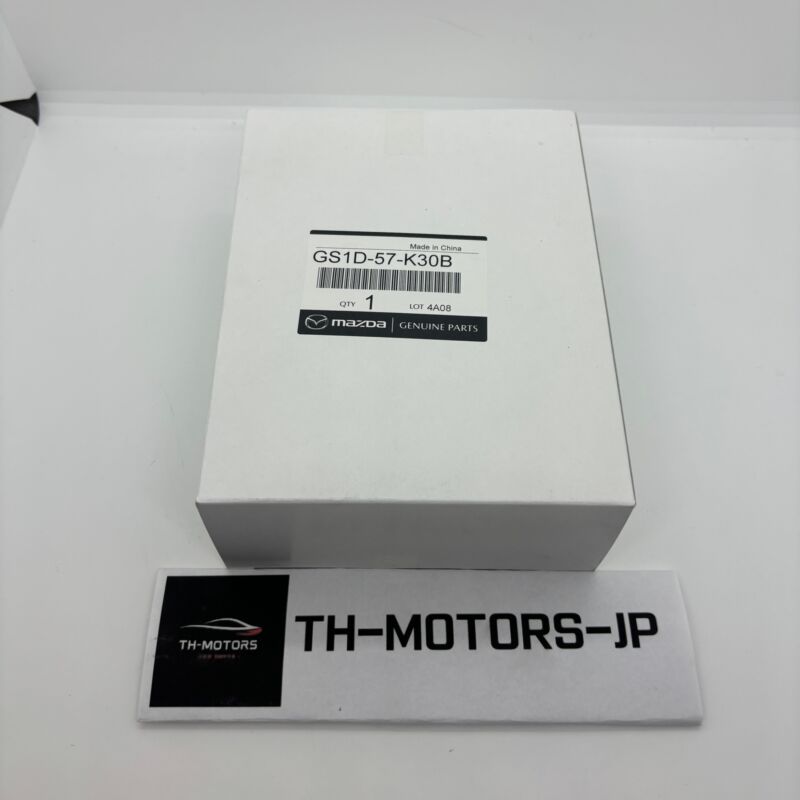 Made in China
GS1D-57-K30B
QTY 1 LOT 4A08
mazda GENUINE PARTS
TH-MOTORS
TH-MOTORS-JP